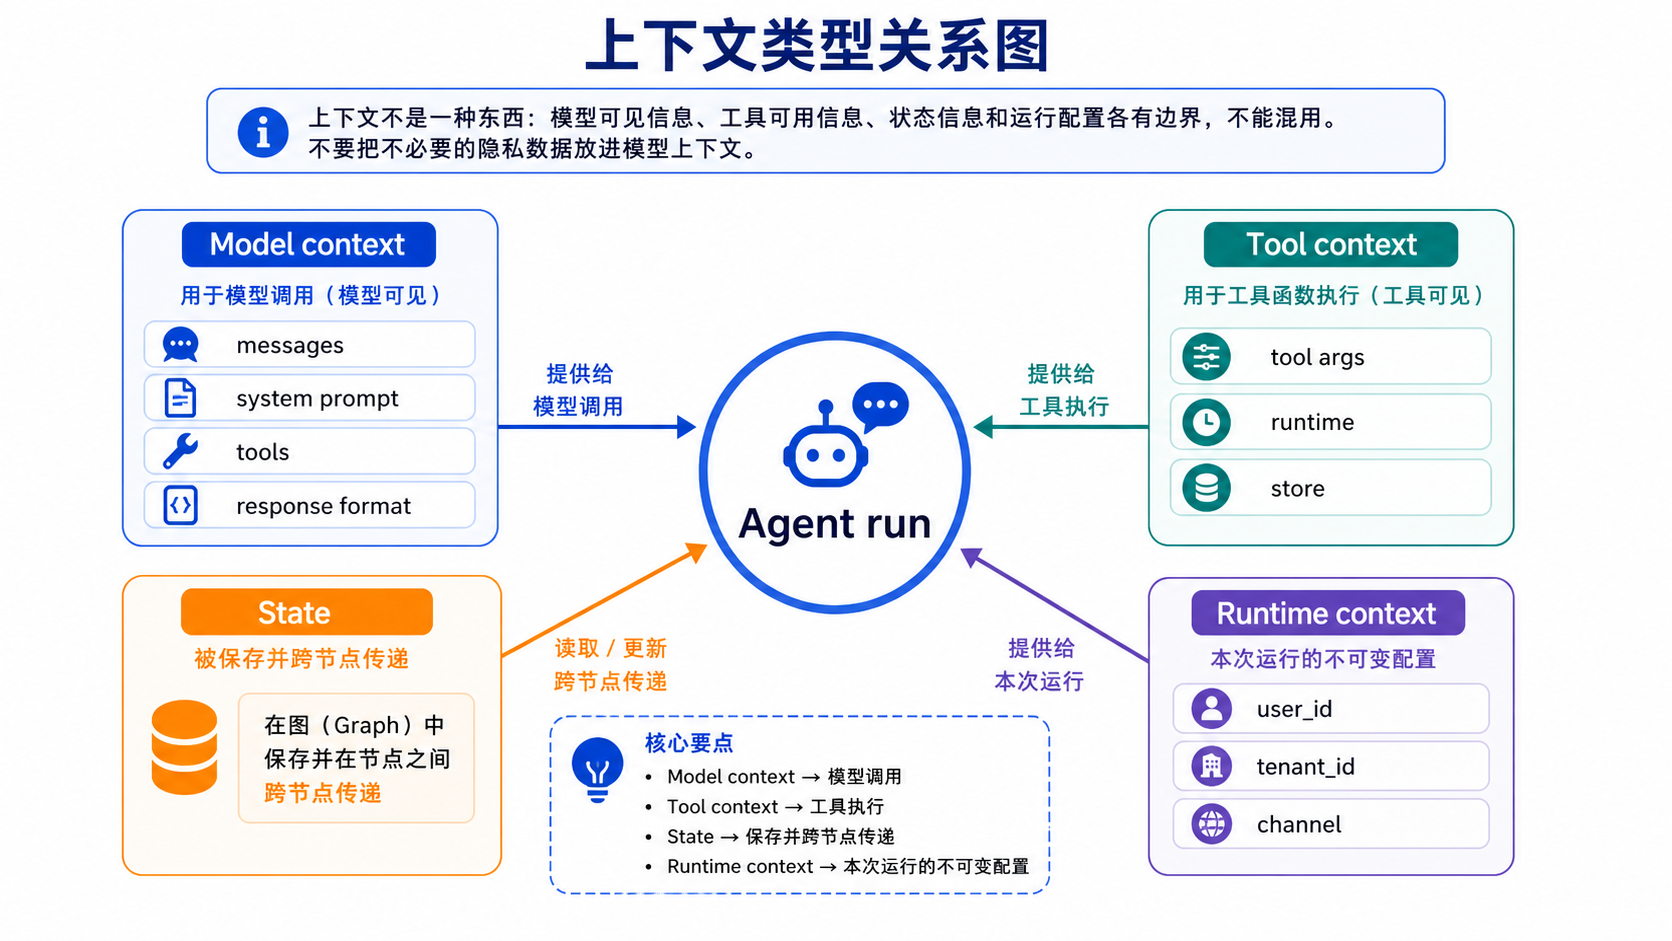 上下文类型关系图
上下文不是一种东西：模型可见信息、工具可用信息、状态信息和运行配置各有边界，不能混用。
不要把不必要的隐私数据放进模型上下文。
Model context
用于模型调用（模型可见）
messages
system prompt
tools
response format
提供给
模型调用
Agent run
提供给
工具执行
Tool context
用于工具函数执行（工具可见）
tool args
runtime
store
State
被保存并跨节点传递
在图（Graph）中
保存并在节点之间
跨节点传递
读取 / 更新
跨节点传递
提供给
本次运行
Runtime context
本次运行的不可变配置
user_id
tenant_id
channel
核心要点
• Model context → 模型调用
• Tool context → 工具执行
• State → 保存并跨节点传递
• Runtime context → 本次运行的不可变配置